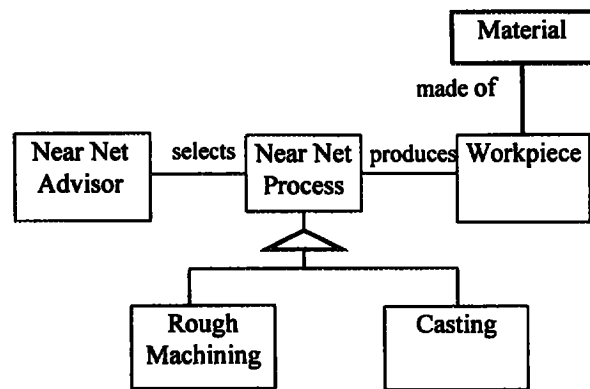 Material
made of
Near Net
Advisor
selects
Near Net
Process
produces
Workpiece
Rough
Machining
Casting